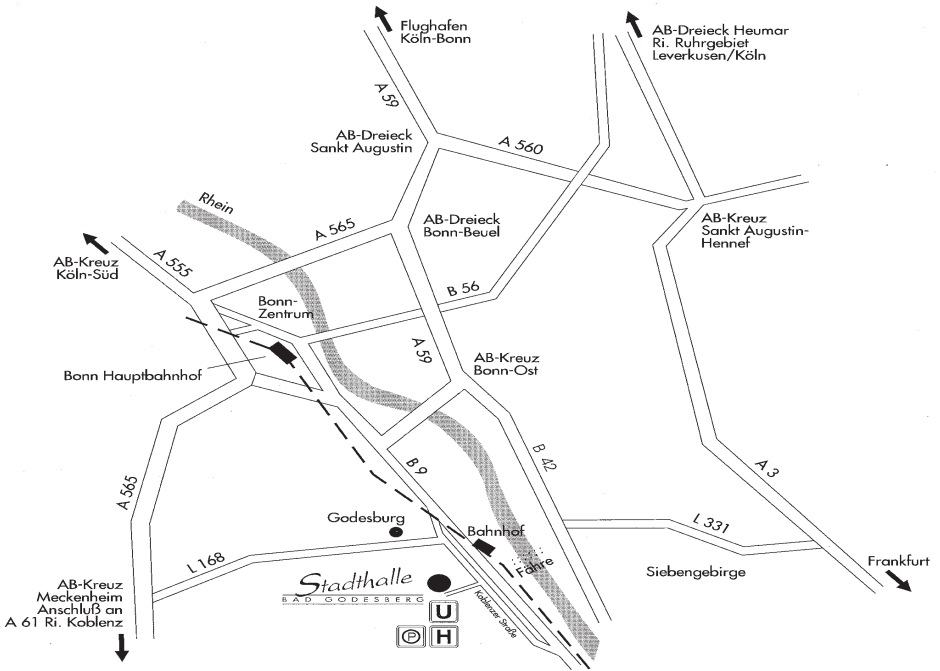 Flughafen
Köln-Bonn
AB-Dreieck Heumar
Ri. Ruhrgebiet
Leverkusen/Köln
A 59
AB-Dreieck
Sankt Augustin
A 560
Rhein
A 565
AB-Dreieck
Bonn-Beuel
AB-Kreuz
Sankt Augustin-
Hennef
AB-Kreuz
Köln-Süd
A 555
Bonn-
Zentrum
B 56
A 59
AB-Kreuz
Bonn-Ost
Bonn Hauptbahnhof
B 9
B 42
A 3
A 565
Godesburg
Bahnhof
L 331
L 168
Fähre
Siebengebirge
Frankfurt
AB-Kreuz
Meckenheim
Anschluß an
A 61 Ri. Koblenz
Stadthalle
BAD GODESBERG
Koblenzer Straße
U
P H